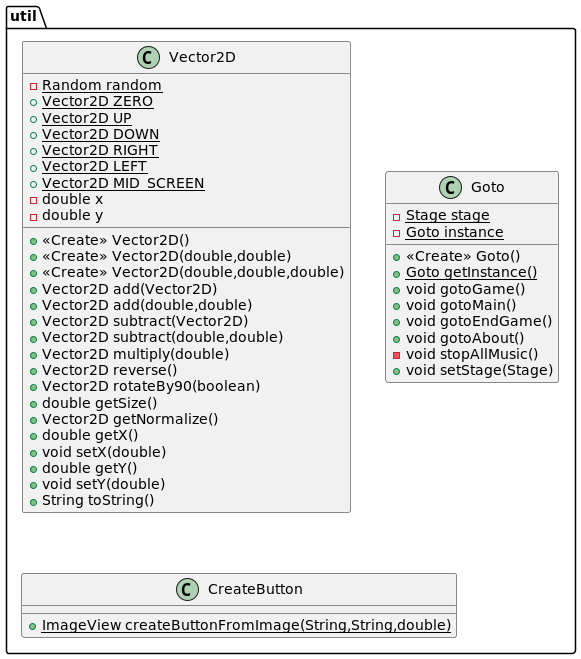 util
C Vector2D
Random random
Vector2D ZERO
Vector2D UP
Vector2D DOWN
Vector2D RIGHT
Vector2D LEFT
Vector2D MID_SCREEN
double x
double y
«Create» Vector2D()
«Create» Vector2D(double,double)
«Create» Vector2D(double,double,double)
Vector2D add(Vector2D)
Vector2D add(double,double)
Vector2D subtract(Vector2D)
Vector2D subtract(double,double)
Vector2D multiply(double)
Vector2D reverse()
Vector2D rotateBy90(boolean)
double getSize()
Vector2D getNormalize()
double getX()
void setX(double)
double getY()
void setY(double)
String toString()
C Goto
Stage stage
Goto instance
«Create» Goto()
Goto getInstance()
void gotoGame()
void gotoMain()
void gotoEndGame()
void gotoAbout()
void stopAllMusic()
void setStage(Stage)
C CreateButton
ImageView createButtonFromImage(String,String,double)